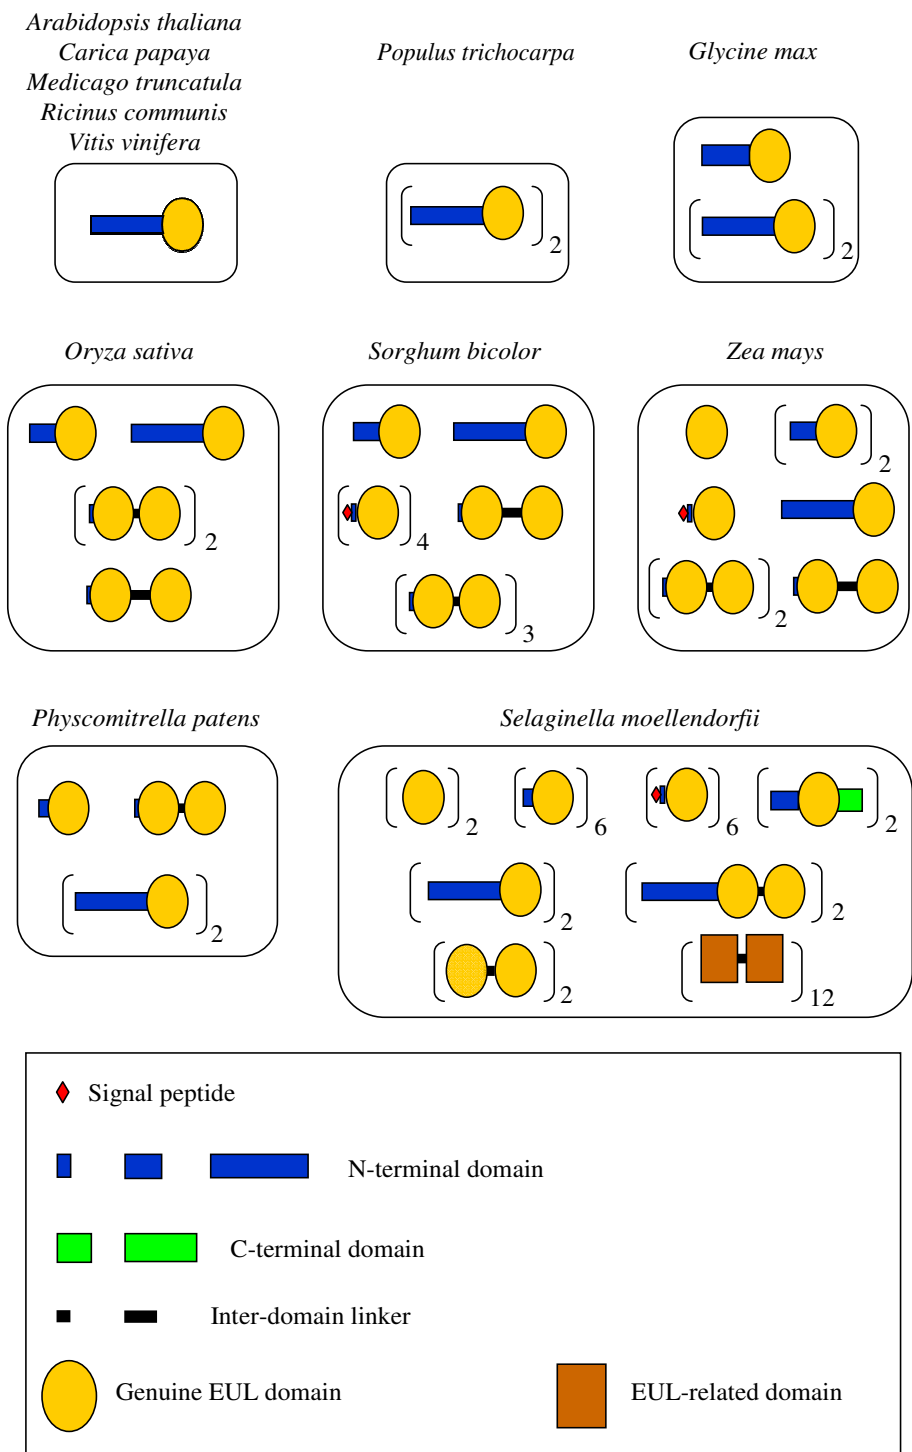 Arabidopsis thaliana
Carica papaya
Medicago truncatula
Ricinus communis
Vitis vinifera
Populus trichocarpa
Glycine max
2
2
Oryza sativa
Sorghum bicolor
Zea mays
2
2
4
3
2
2
Physcomitrella patens
Selaginella moellendorfii
2
2
6
6
2
2
2
2
12
Signal peptide
N-terminal domain
C-terminal domain
Inter-domain linker
Genuine EUL domain
EUL-related domain